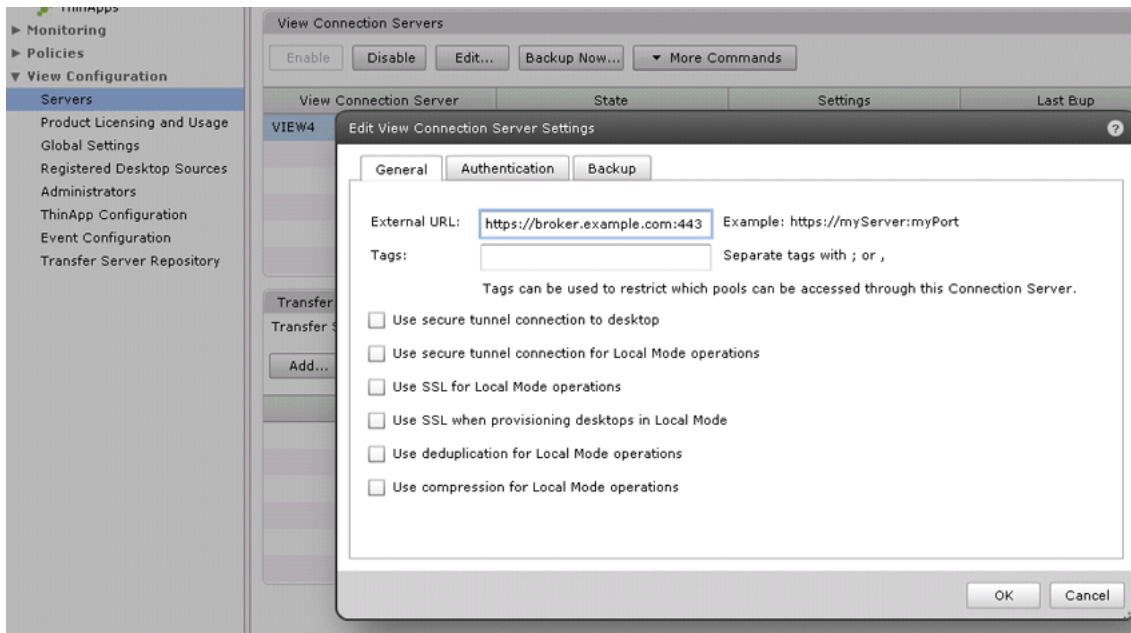 ThinApps
Monitoring
Policies
View Configuration
Servers
Product Licensing and Usage
Global Settings
Registered Desktop Sources
Administrators
ThinApp Configuration
Event Configuration
Transfer Server Repository
View Connection Servers
Enable Disable Edit... Backup Now... More Commands
View Connection Server State Settings Last Bup
VIEW4
Transfer
Transfer S
Add...
Edit View Connection Server Settings ?
General Authentication Backup
External URL: https://broker.example.com:443 Example: https://myServer:myPort
Tags: Separate tags with ; or ,
Tags can be used to restrict which pools can be accessed through this Connection Server.
Use secure tunnel connection to desktop
Use secure tunnel connection for Local Mode operations
Use SSL for Local Mode operations
Use SSL when provisioning desktops in Local Mode
Use deduplication for Local Mode operations
Use compression for Local Mode operations
OK Cancel